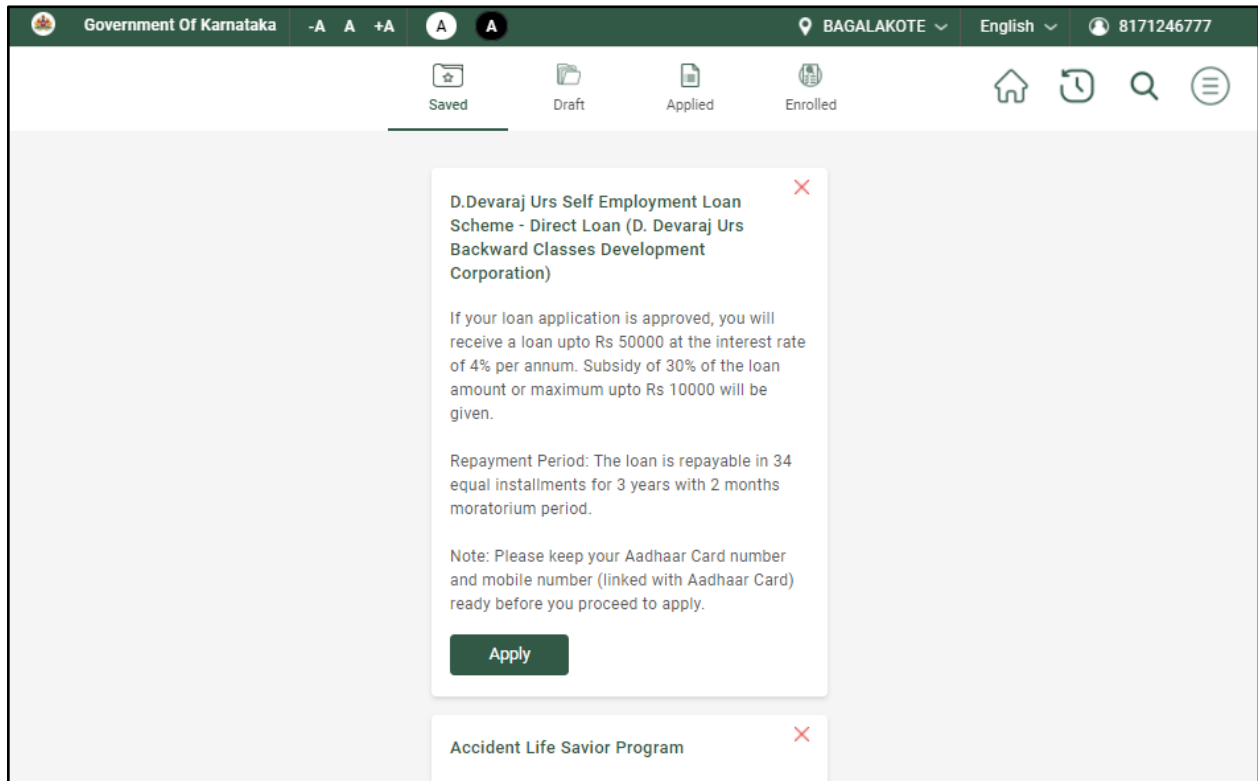 Government Of Karnataka -A A +A A A BAGALAKOTE English 8171246777
Saved Draft Applied Enrolled
D.Devaraj Urs Self Employment Loan
Scheme - Direct Loan (D. Devaraj Urs
Backward Classes Development
Corporation)
If your loan application is approved, you will
receive a loan upto Rs 50000 at the interest rate
of 4% per annum. Subsidy of 30% of the loan
amount or maximum upto Rs 10000 will be
given.
Repayment Period: The loan is repayable in 34
equal installments for 3 years with 2 months
moratorium period.
Note: Please keep your Aadhaar Card number
and mobile number (linked with Aadhaar Card)
ready before you proceed to apply.
Apply
Accident Life Savior Program